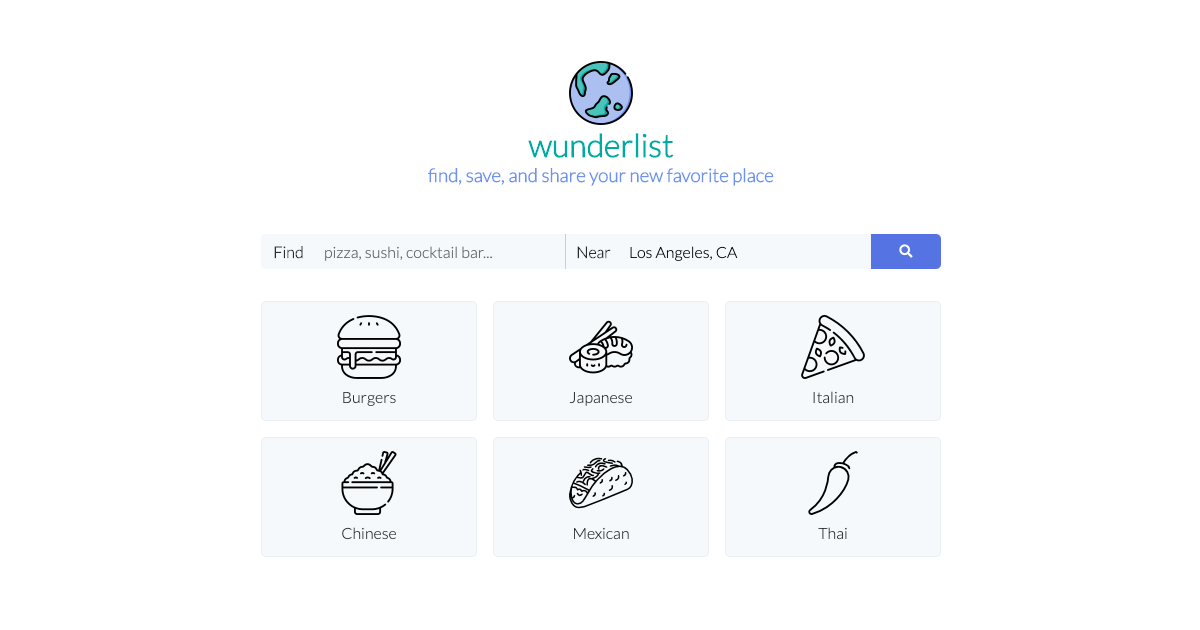 wunderlist
find, save, and share your new favorite place
Find pizza, sushi, cocktail bar... Near Los Angeles, CA
Burgers Japanese Italian
Chinese Mexican Thai